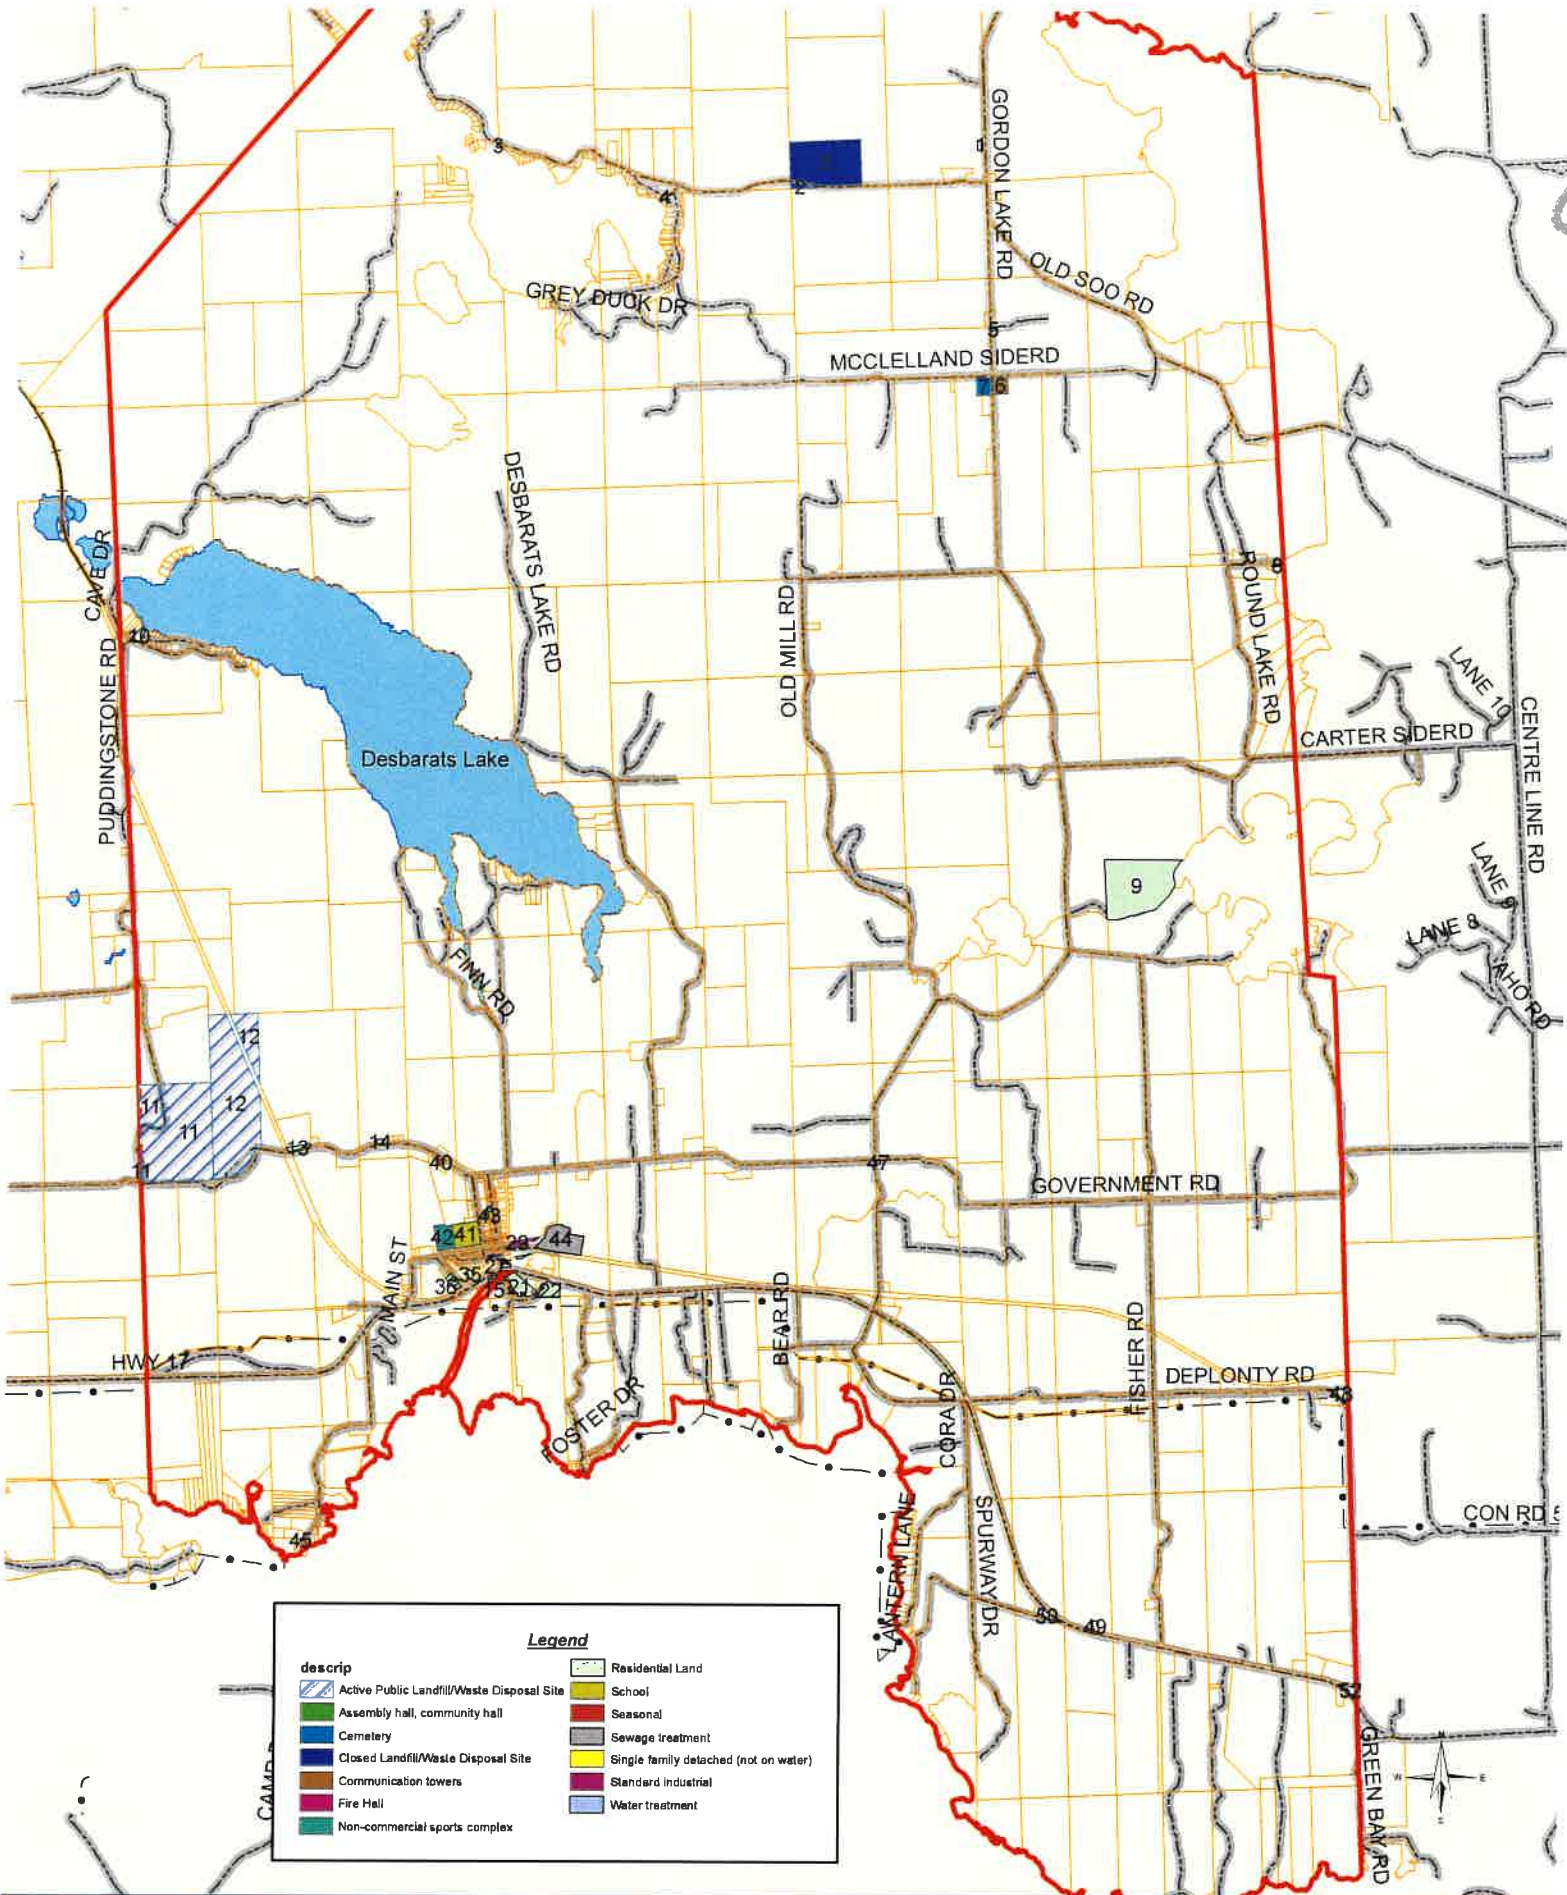 GORDON LAKE RD
3
2
4
OLD SOO RD
GREY DUCK DR
5
MCCLELLAND SIDERD
7 6
DESBARATS LAKE RD
CAVE DR
OLD MILL RD
ROUND LAKE RD
8
10
PUDDINGSTONE RD
LANE 10
CENTRE LINE RD
CARTER SIDERD
Desbarats Lake
9
LANE 9
LANE 8
AHO RD
FINN RD
12
11
12
11
13
14
40
47
11
GOVERNMENT RD
43
42 41
44
MAIN ST
35
15 21 22
BEAR RD
FISHER RD
HWY 17
DEPLONTY RD
48
FOSTER DR
CORA DR
CON RD 5
45
LANTERN LANE
SPURWAY DR
50
49
52
GREEN BAY RD
N
W
E
S
Legend
descrip
Active Public Landfill/Waste Disposal Site
Assembly hall, community hall
Cemetery
Closed Landfill/Waste Disposal Site
Communication towers
Fire Hall
Non-commercial sports complex
Residential Land
School
Seasonal
Sewage treatment
Single family detached (not on water)
Standard Industrial
Water treatment